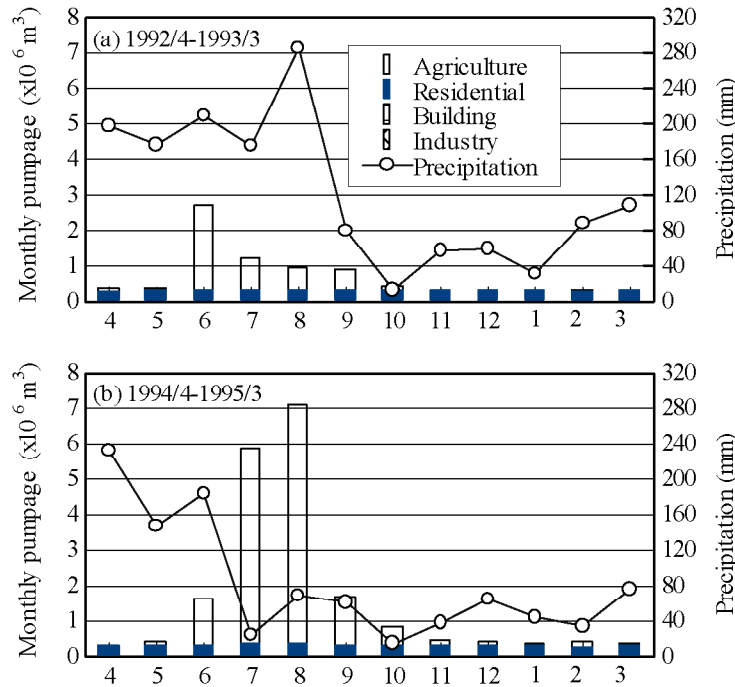 8
7
6
5
4
3
2
1
0
Monthly pumpage (x10⁶ m³)
(a) 1992/4-1993/3
Agriculture
Residential
Building
Industry
Precipitation
320
280
240
200
160
120
80
40
0
Precipitation (mm)
4 5 6 7 8 9 10 11 12 1 2 3
8
7
6
5
4
3
2
1
0
Monthly pumpage (x10⁶ m³)
(b) 1994/4-1995/3
320
280
240
200
160
120
80
40
0
Precipitation (mm)
4 5 6 7 8 9 10 11 12 1 2 3